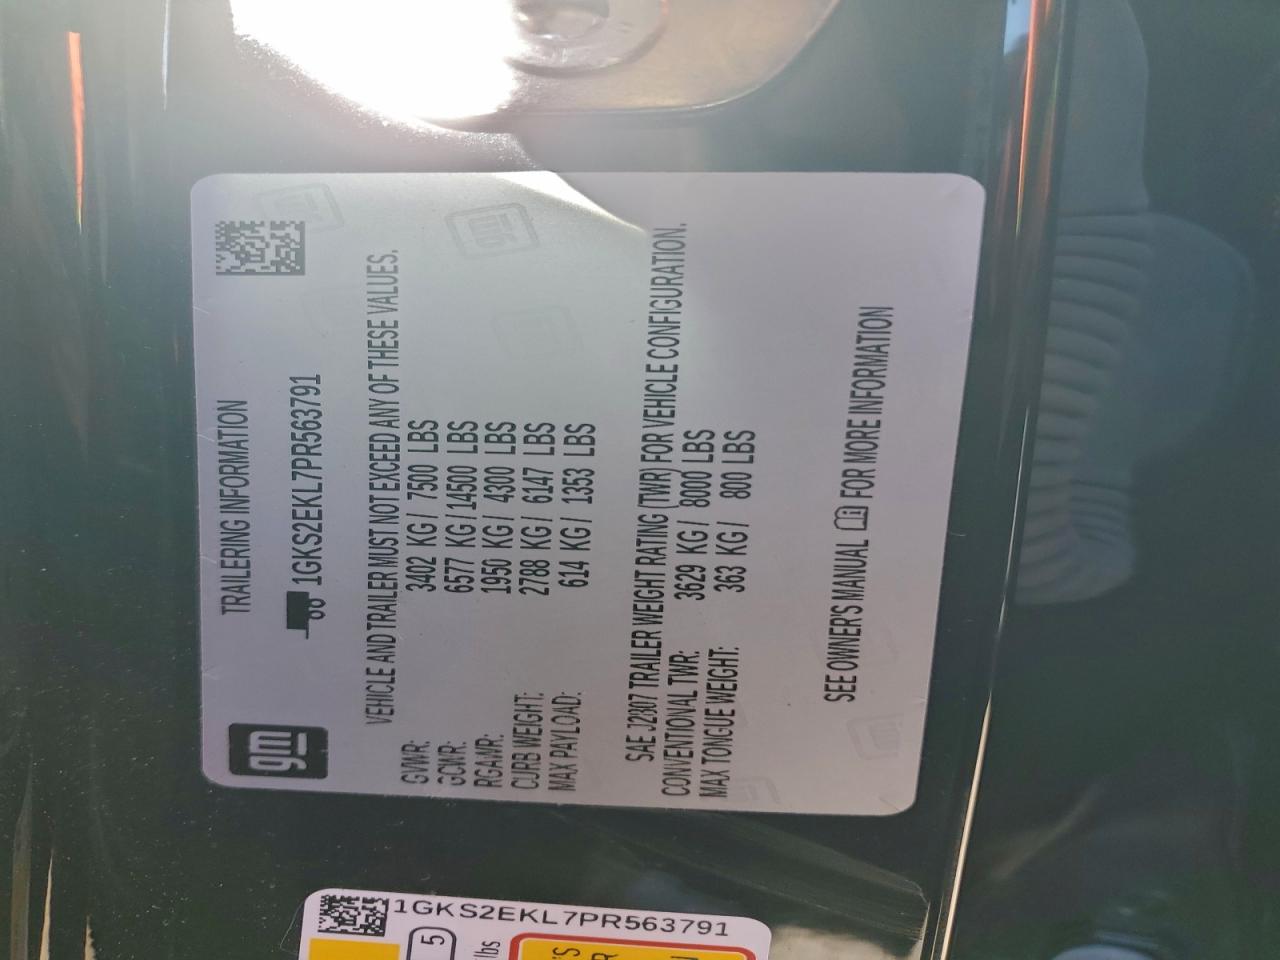 gm
TRAILERING INFORMATION
1GKS2EKL7PR563791
VEHICLE AND TRAILER MUST NOT EXCEED ANY OF THESE VALUES.
GVWR: 3402 KG/ 7500 LBS
GCWR: 6577 KG/14500 LBS
RGAWR: 1950 KG/ 4300 LBS
CURB WEIGHT: 2788 KG/ 6147 LBS
MAX PAYLOAD: 614 KG/ 1353 LBS
SAE J2807 TRAILER WEIGHT RATING (TWR) FOR VEHICLE CONFIGURATION.
CONVENTIONAL TWR: 3629 KG/ 8000 LBS
MAX TONGUE WEIGHT: 363 KG/ 800 LBS
SEE OWNER'S MANUAL FOR MORE INFORMATION
1GKS2EKL7PR563791
5
lbs